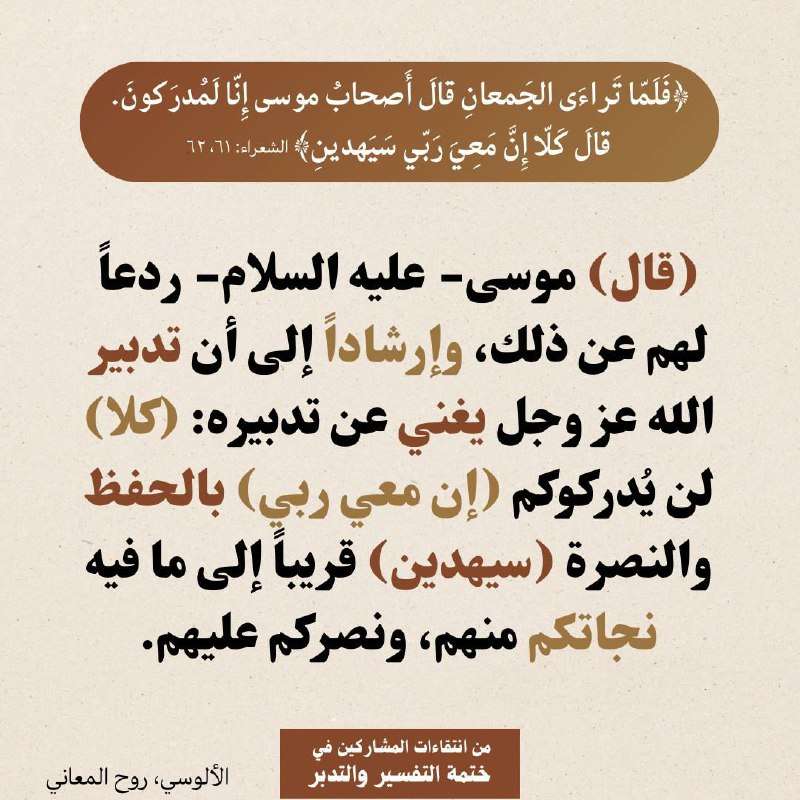 ﴿فَلَمّا تَراءَى الجَمعانِ قالَ أَصحابُ موسى إِنّا لَمُدرَكونَ.
قالَ كَلّا إِنَّ مَعِيَ رَبّي سَيَهدينِ﴾ الشعراء: ٦١، ٦٢
(قال) موسى- عليه السلام- ردعاً
لهم عن ذلك، وإرشاداً إلى أن تدبير
الله عز وجل يغني عن تدبيره: (كلا)
لن يُدركوكم (إن معي ربي) بالحفظ
والنصرة (سيهدين) قريباً إلى ما فيه
نجاتكم منهم، ونصركم عليهم.
من انتقاءات المشاركين في
ختمة التفسير والتدبر
الألوسي، روح المعاني